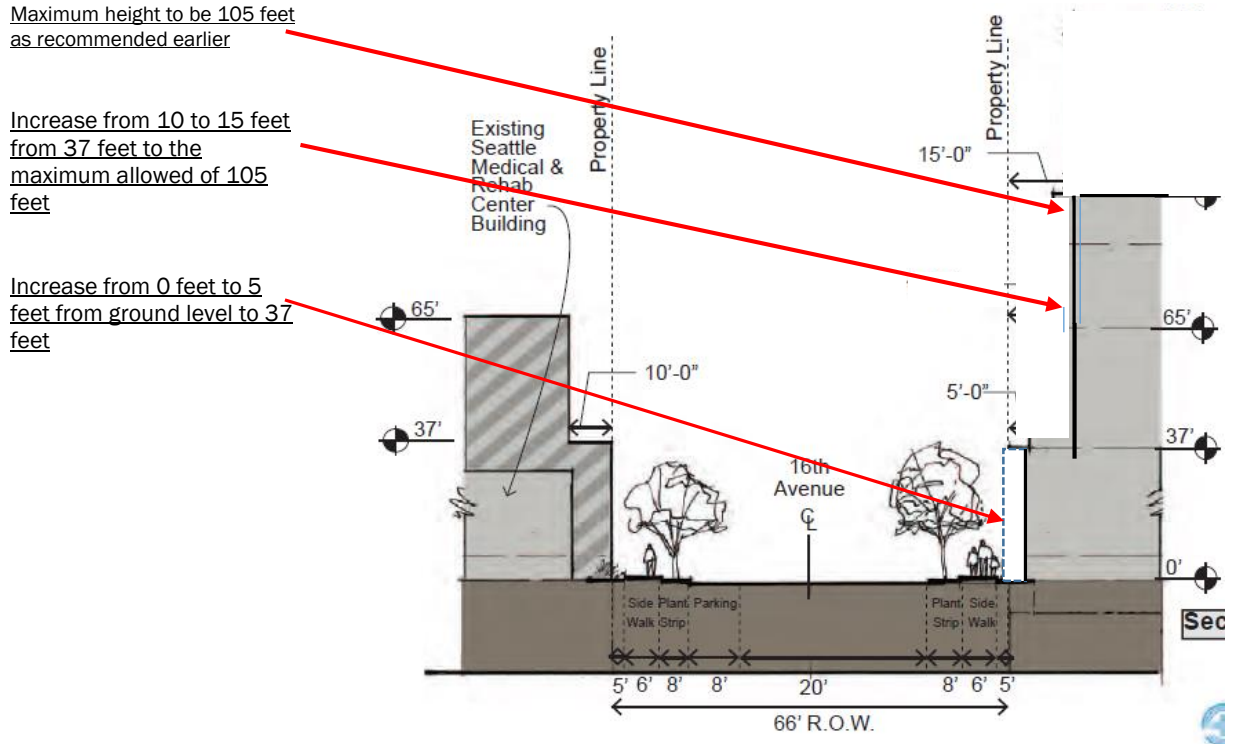 Maximum height to be 105 feet
as recommended earlier
Increase from 10 to 15 feet
from 37 feet to the
maximum allowed of 105
feet
Increase from 0 feet to 5
feet from ground level to 37
feet
Property Line
Property Line
Existing
Seattle
Medical &
Rehab
Center
Building
15'-0"
65'
65'
10'-0"
5'-0"
37'
37'
16th
Avenue
℄
0'
Side Plant Parking
Walk Strip
Plant Side
Strip Walk
Sec
5' 6' 8' 8' 20' 8' 6' 5'
66' R.O.W.